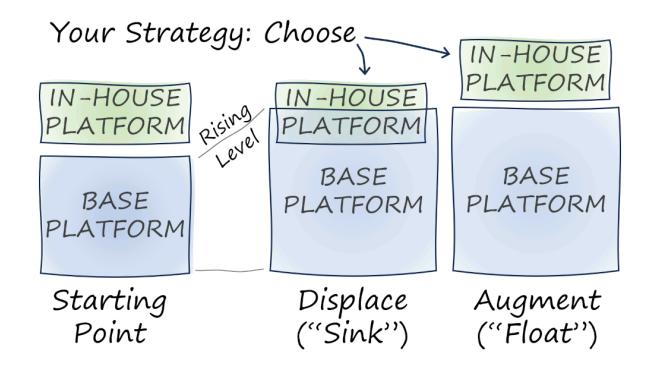 Your Strategy: Choose
IN-HOUSE
PLATFORM
BASE
PLATFORM
Starting
Point
Rising
Level
IN-HOUSE
PLATFORM
BASE
PLATFORM
Displace
(“Sink”)
IN-HOUSE
PLATFORM
BASE
PLATFORM
Augment
(“Float”)